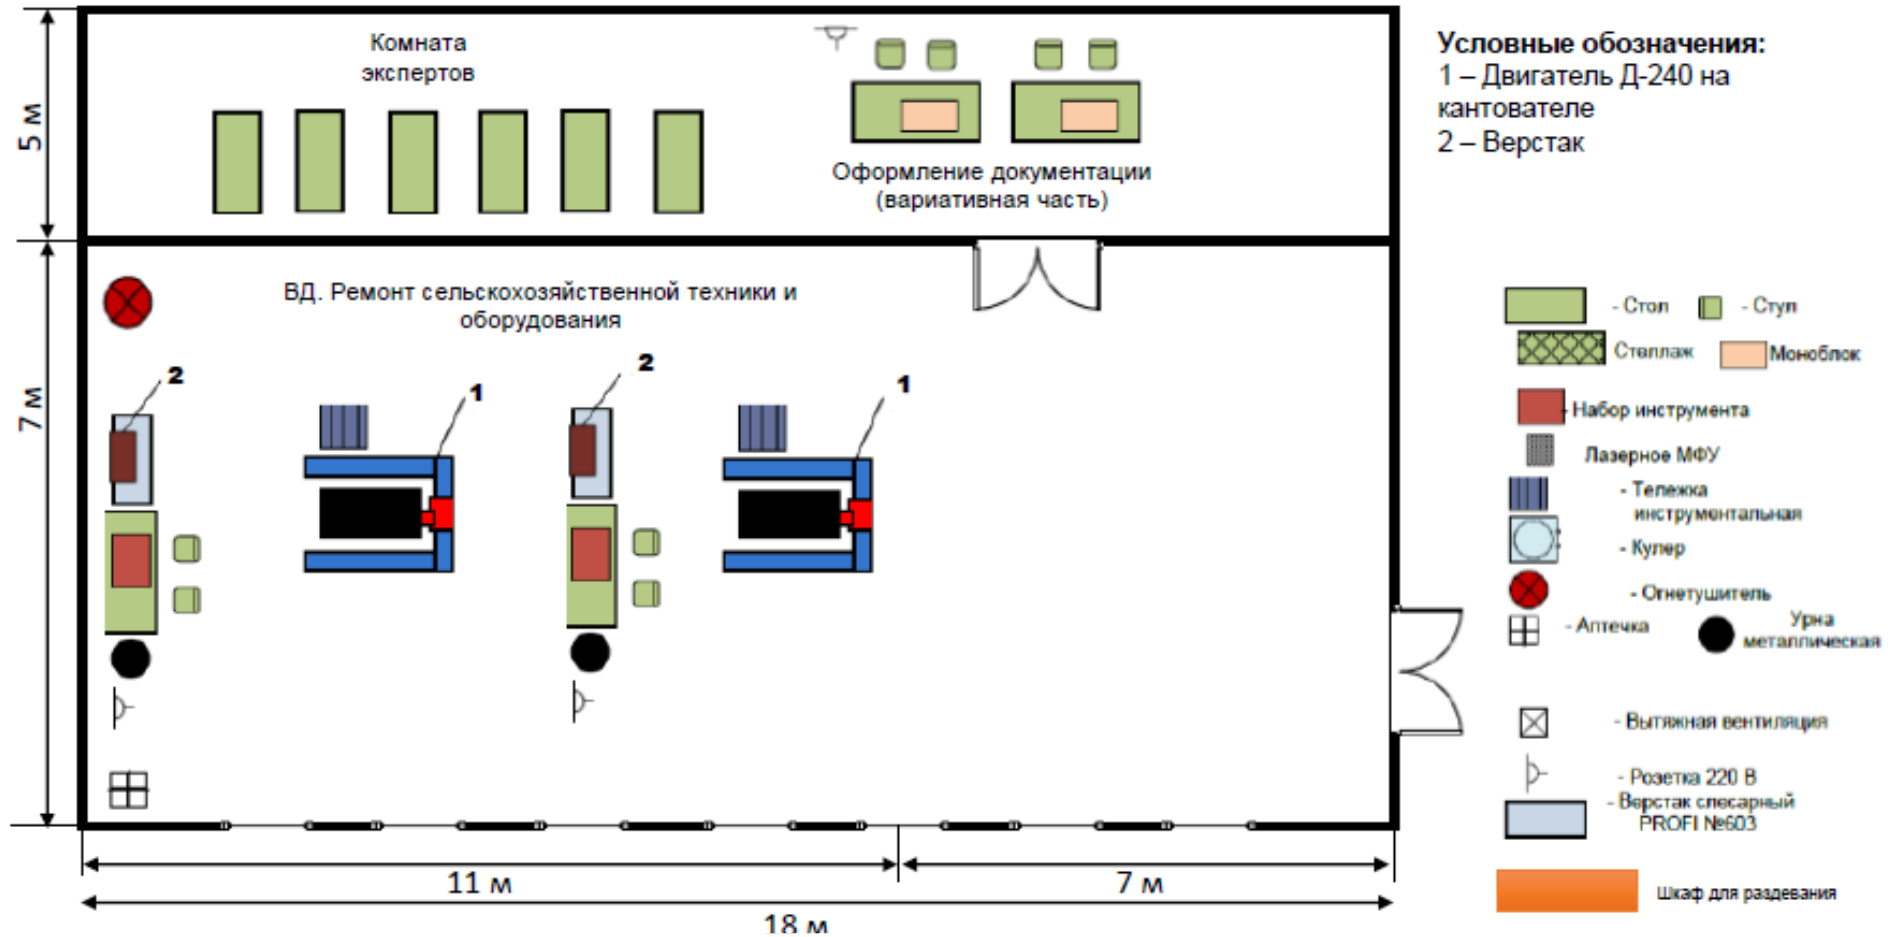 Комната
экспертов
Оформление документации
(вариативная часть)
5 м
7 м
ВД. Ремонт сельскохозяйственной техники и
оборудования
2
1
2
1
11 м
7 м
18 м
Условные обозначения:
1 – Двигатель Д-240 на
кантователе
2 – Верстак
- Стол
- Стул
Стеллаж
Моноблок
- Набор инструмента
Лазерное МФУ
- Тележка
инструментальная
- Кулер
- Огнетушитель
- Аптечка
Урна
металлическая
- Вытяжная вентиляция
- Розетка 220 В
- Верстак слесарный
PROFI №603
Шкаф для раздевания